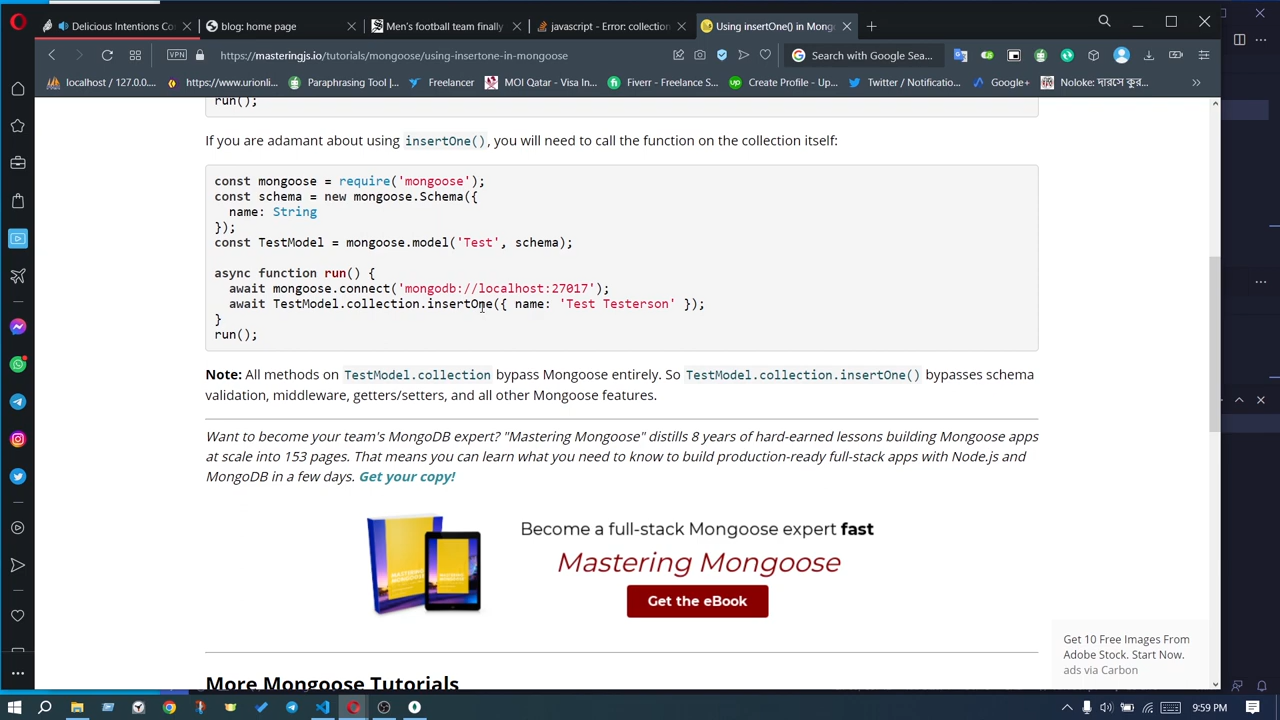 Delicious Intentions Co
blog: home page
Men's football team finally
javascript - Error: collection
Using insertOne() in Mong
VPN
https://masteringjs.io/tutorials/mongoose/using-insertone-in-mongoose
Search with Google Sea...
localhost / 127.0.0....
https://www.urionli...
Paraphrasing Tool |...
Freelancer
MOI Qatar - Visa In...
Fiverr - Freelance S...
Create Profile - Up...
Twitter / Notificatio...
Google+
Noloke: দ্বারসে কুর...
run();
If you are adamant about using insertOne(), you will need to call the function on the collection itself:
const mongoose = require('mongoose');
const schema = new mongoose.Schema({
name: String
});
const TestModel = mongoose.model('Test', schema);
async function run() {
await mongoose.connect('mongodb://localhost:27017');
await TestModel.collection.insertOne({ name: 'Test Testerson' });
}
run();
Note: All methods on TestModel.collection bypass Mongoose entirely. So TestModel.collection.insertOne() bypasses schema
validation, middleware, getters/setters, and all other Mongoose features.
Want to become your team's MongoDB expert? "Mastering Mongoose" distills 8 years of hard-earned lessons building Mongoose apps
at scale into 153 pages. That means you can learn what you need to know to build production-ready full-stack apps with Node.js and
MongoDB in a few days. Get your copy!
Become a full-stack Mongoose expert fast
Mastering Mongoose
Get the eBook
Get 10 Free Images From
Adobe Stock. Start Now.
ads via Carbon
More Mongoose Tutorials
9:59 PM